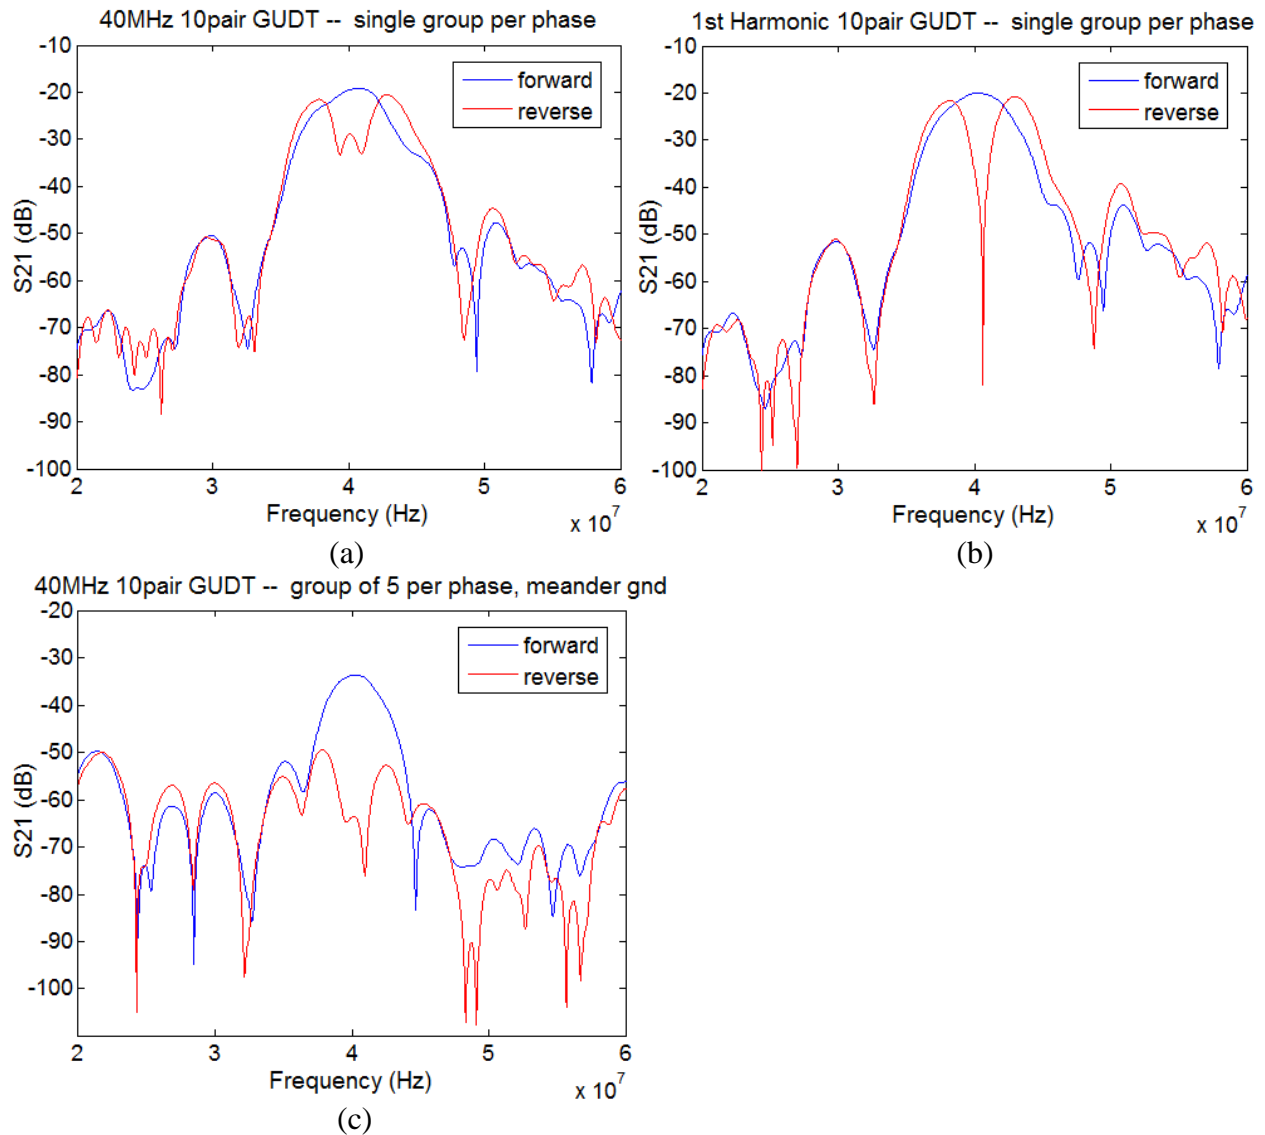 40MHz 10pair GUDT -- single group per phase
-10
-20
-30
-40
-50
-60
-70
-80
-90
-100
S21 (dB)
forward
reverse
2
3
4
5
6
Frequency (Hz)
x 10^7
(a)
1st Harmonic 10pair GUDT -- single group per phase
-10
-20
-30
-40
-50
-60
-70
-80
-90
-100
S21 (dB)
forward
reverse
2
3
4
5
6
Frequency (Hz)
x 10^7
(b)
40MHz 10pair GUDT -- group of 5 per phase, meander gnd
-20
-30
-40
-50
-60
-70
-80
-90
-100
S21 (dB)
forward
reverse
2
3
4
5
6
Frequency (Hz)
x 10^7
(c)